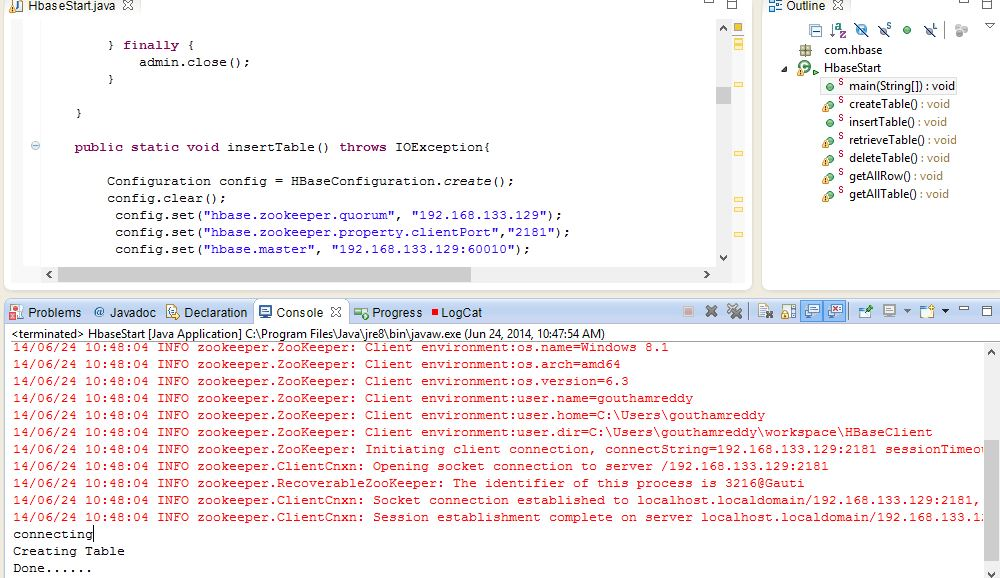 HbaseStart.java
} finally {
admin.close();
}
}
public static void insertTable() throws IOException{
Configuration config = HBaseConfiguration.create();
config.clear();
config.set("hbase.zookeeper.quorum", "192.168.133.129");
config.set("hbase.zookeeper.property.clientPort","2181");
config.set("hbase.master", "192.168.133.129:60010");
Outline
com.hbase
HbaseStart
main(String[]) : void
createTable() : void
insertTable() : void
retrieveTable() : void
deleteTable() : void
getAllRow() : void
getAllTable() : void
Problems @ Javadoc Declaration Console Progress LogCat
<terminated> HbaseStart [Java Application] C:\Program Files\Java\jre8\bin\javaw.exe (Jun 24, 2014, 10:47:54 AM)
14/06/24 10:48:04 INFO zookeeper.ZooKeeper: Client environment:os.name=Windows 8.1
14/06/24 10:48:04 INFO zookeeper.ZooKeeper: Client environment:os.arch=amd64
14/06/24 10:48:04 INFO zookeeper.ZooKeeper: Client environment:os.version=6.3
14/06/24 10:48:04 INFO zookeeper.ZooKeeper: Client environment:user.name=gouthamreddy
14/06/24 10:48:04 INFO zookeeper.ZooKeeper: Client environment:user.home=C:\Users\gouthamreddy
14/06/24 10:48:04 INFO zookeeper.ZooKeeper: Client environment:user.dir=C:\Users\gouthamreddy\workspace\HBaseClient
14/06/24 10:48:04 INFO zookeeper.ZooKeeper: Initiating client connection, connectString=192.168.133.129:2181 sessionTimeou
14/06/24 10:48:04 INFO zookeeper.ClientCnxn: Opening socket connection to server /192.168.133.129:2181
14/06/24 10:48:04 INFO zookeeper.RecoverableZooKeeper: The identifier of this process is 3216@Gauti
14/06/24 10:48:04 INFO zookeeper.ClientCnxn: Socket connection established to localhost.localdomain/192.168.133.129:2181,
14/06/24 10:48:04 INFO zookeeper.ClientCnxn: Session establishment complete on server localhost.localdomain/192.168.133.12
connecting
Creating Table
Done......